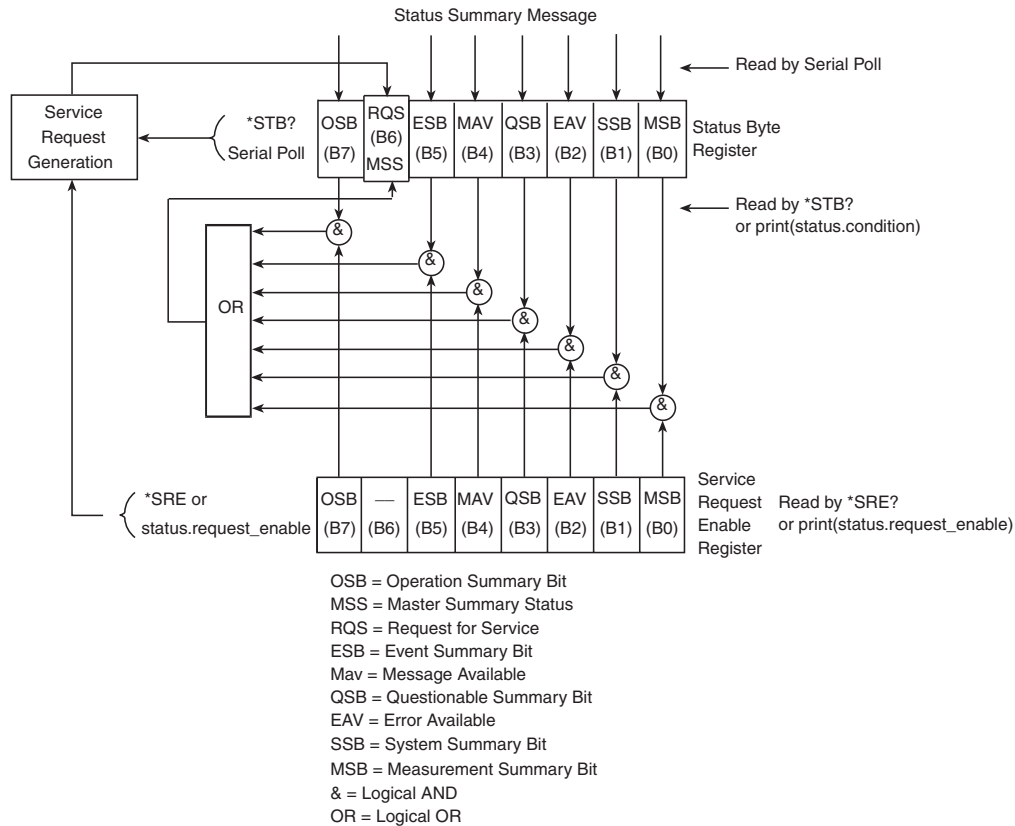 Status Summary Message
Read by Serial Poll
Service
Request
Generation
*STB?
Serial Poll
OSB
(B7)
RQS
(B6)
MSS
ESB
(B5)
MAV
(B4)
QSB
(B3)
EAV
(B2)
SSB
(B1)
MSB
(B0)
Status Byte
Register
Read by *STB?
or print(status.condition)
&
&
&
&
&
&
&
OR
*SRE or
status.request_enable
OSB
(B7)
—
(B6)
ESB
(B5)
MAV
(B4)
QSB
(B3)
EAV
(B2)
SSB
(B1)
MSB
(B0)
Service
Request
Enable
Register
Read by *SRE?
or print(status.request_enable)
OSB = Operation Summary Bit
MSS = Master Summary Status
RQS = Request for Service
ESB = Event Summary Bit
Mav = Message Available
QSB = Questionable Summary Bit
EAV = Error Available
SSB = System Summary Bit
MSB = Measurement Summary Bit
& = Logical AND
OR = Logical OR